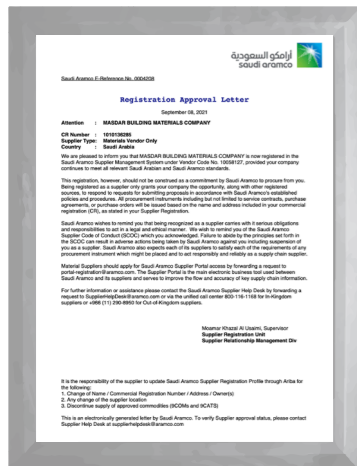 أرامكو السعودية
saudi aramco
Saudi Aramco E-Reference No. 0004208
Registration Approval Letter
September 08, 2021
Attention : MASDAR BUILDING MATERIALS COMPANY
CR Number : 1010136285
Supplier Type: Materials Vendor Only
Country : Saudi Arabia
We are pleased to inform you that MASDAR BUILDING MATERIALS COMPANY is now registered in the
Saudi Aramco Supplier Management System under Vendor Code No. 10058127, provided your company
continues to meet all relevant Saudi Arabian and Saudi Aramco standards.
This registration, however, should not be construed as a commitment by Saudi Aramco to procure from you.
Being registered as a supplier only grants your company the opportunity, along with other registered
sources, to respond to requests for submitting proposals in accordance with Saudi Aramco's established
policies and procedures. All procurement instruments including but not limited to service contracts, purchase
agreements, or purchase orders will be issued based on the name and address included in your commercial
registration (CR), as stated in your Supplier Registration.
Saudi Aramco wishes to remind you that being recognized as a supplier carries with it serious obligations
and responsibilities to act in a legal and ethical manner. We wish to remind you of the Saudi Aramco
Supplier Code of Conduct (SCOC) which you acknowledged. Failure to abide by the principles set forth in
the SCOC can result in adverse actions being taken by Saudi Aramco against you including suspension of
you as a supplier. Saudi Aramco also expects each of its suppliers to satisfy each of the requirements of any
procurement instrument which might be placed and to act responsibly and reliably as a supply chain supplier.
Material Suppliers should apply for Saudi Aramco Supplier Portal access by forwarding a request to
portal-registration@aramco.com. The Supplier Portal is the main electronic business tool used between
Saudi Aramco and its suppliers and serves to improve the flow and accuracy of key supply chain information.
For further information or assistance please contact the Saudi Aramco Supplier Help Desk by forwarding a
request to SupplierHelpDesk@aramco.com or via the unified call center 800-116-1168 for In-Kingdom
suppliers or +966 (11) 290-8950 for Out-of-Kingdom suppliers.
Moamar Khazal Al Usaimi, Supervisor
Supplier Registration Unit
Supplier Relationship Management Div
It is the responsibility of the supplier to update Saudi Aramco Supplier Registration Profile through Ariba for
the following:
1. Change of Name / Commercial Registration Number / Address / Owner(s)
2. Any change of the supplier location
3. Discontinue supply of approved commodities (9COMs and 9CATS)
This is an electronically generated letter by Saudi Aramco. To verify Supplier approval status, please contact
Supplier Help Desk at supplierhelpdesk@aramco.com